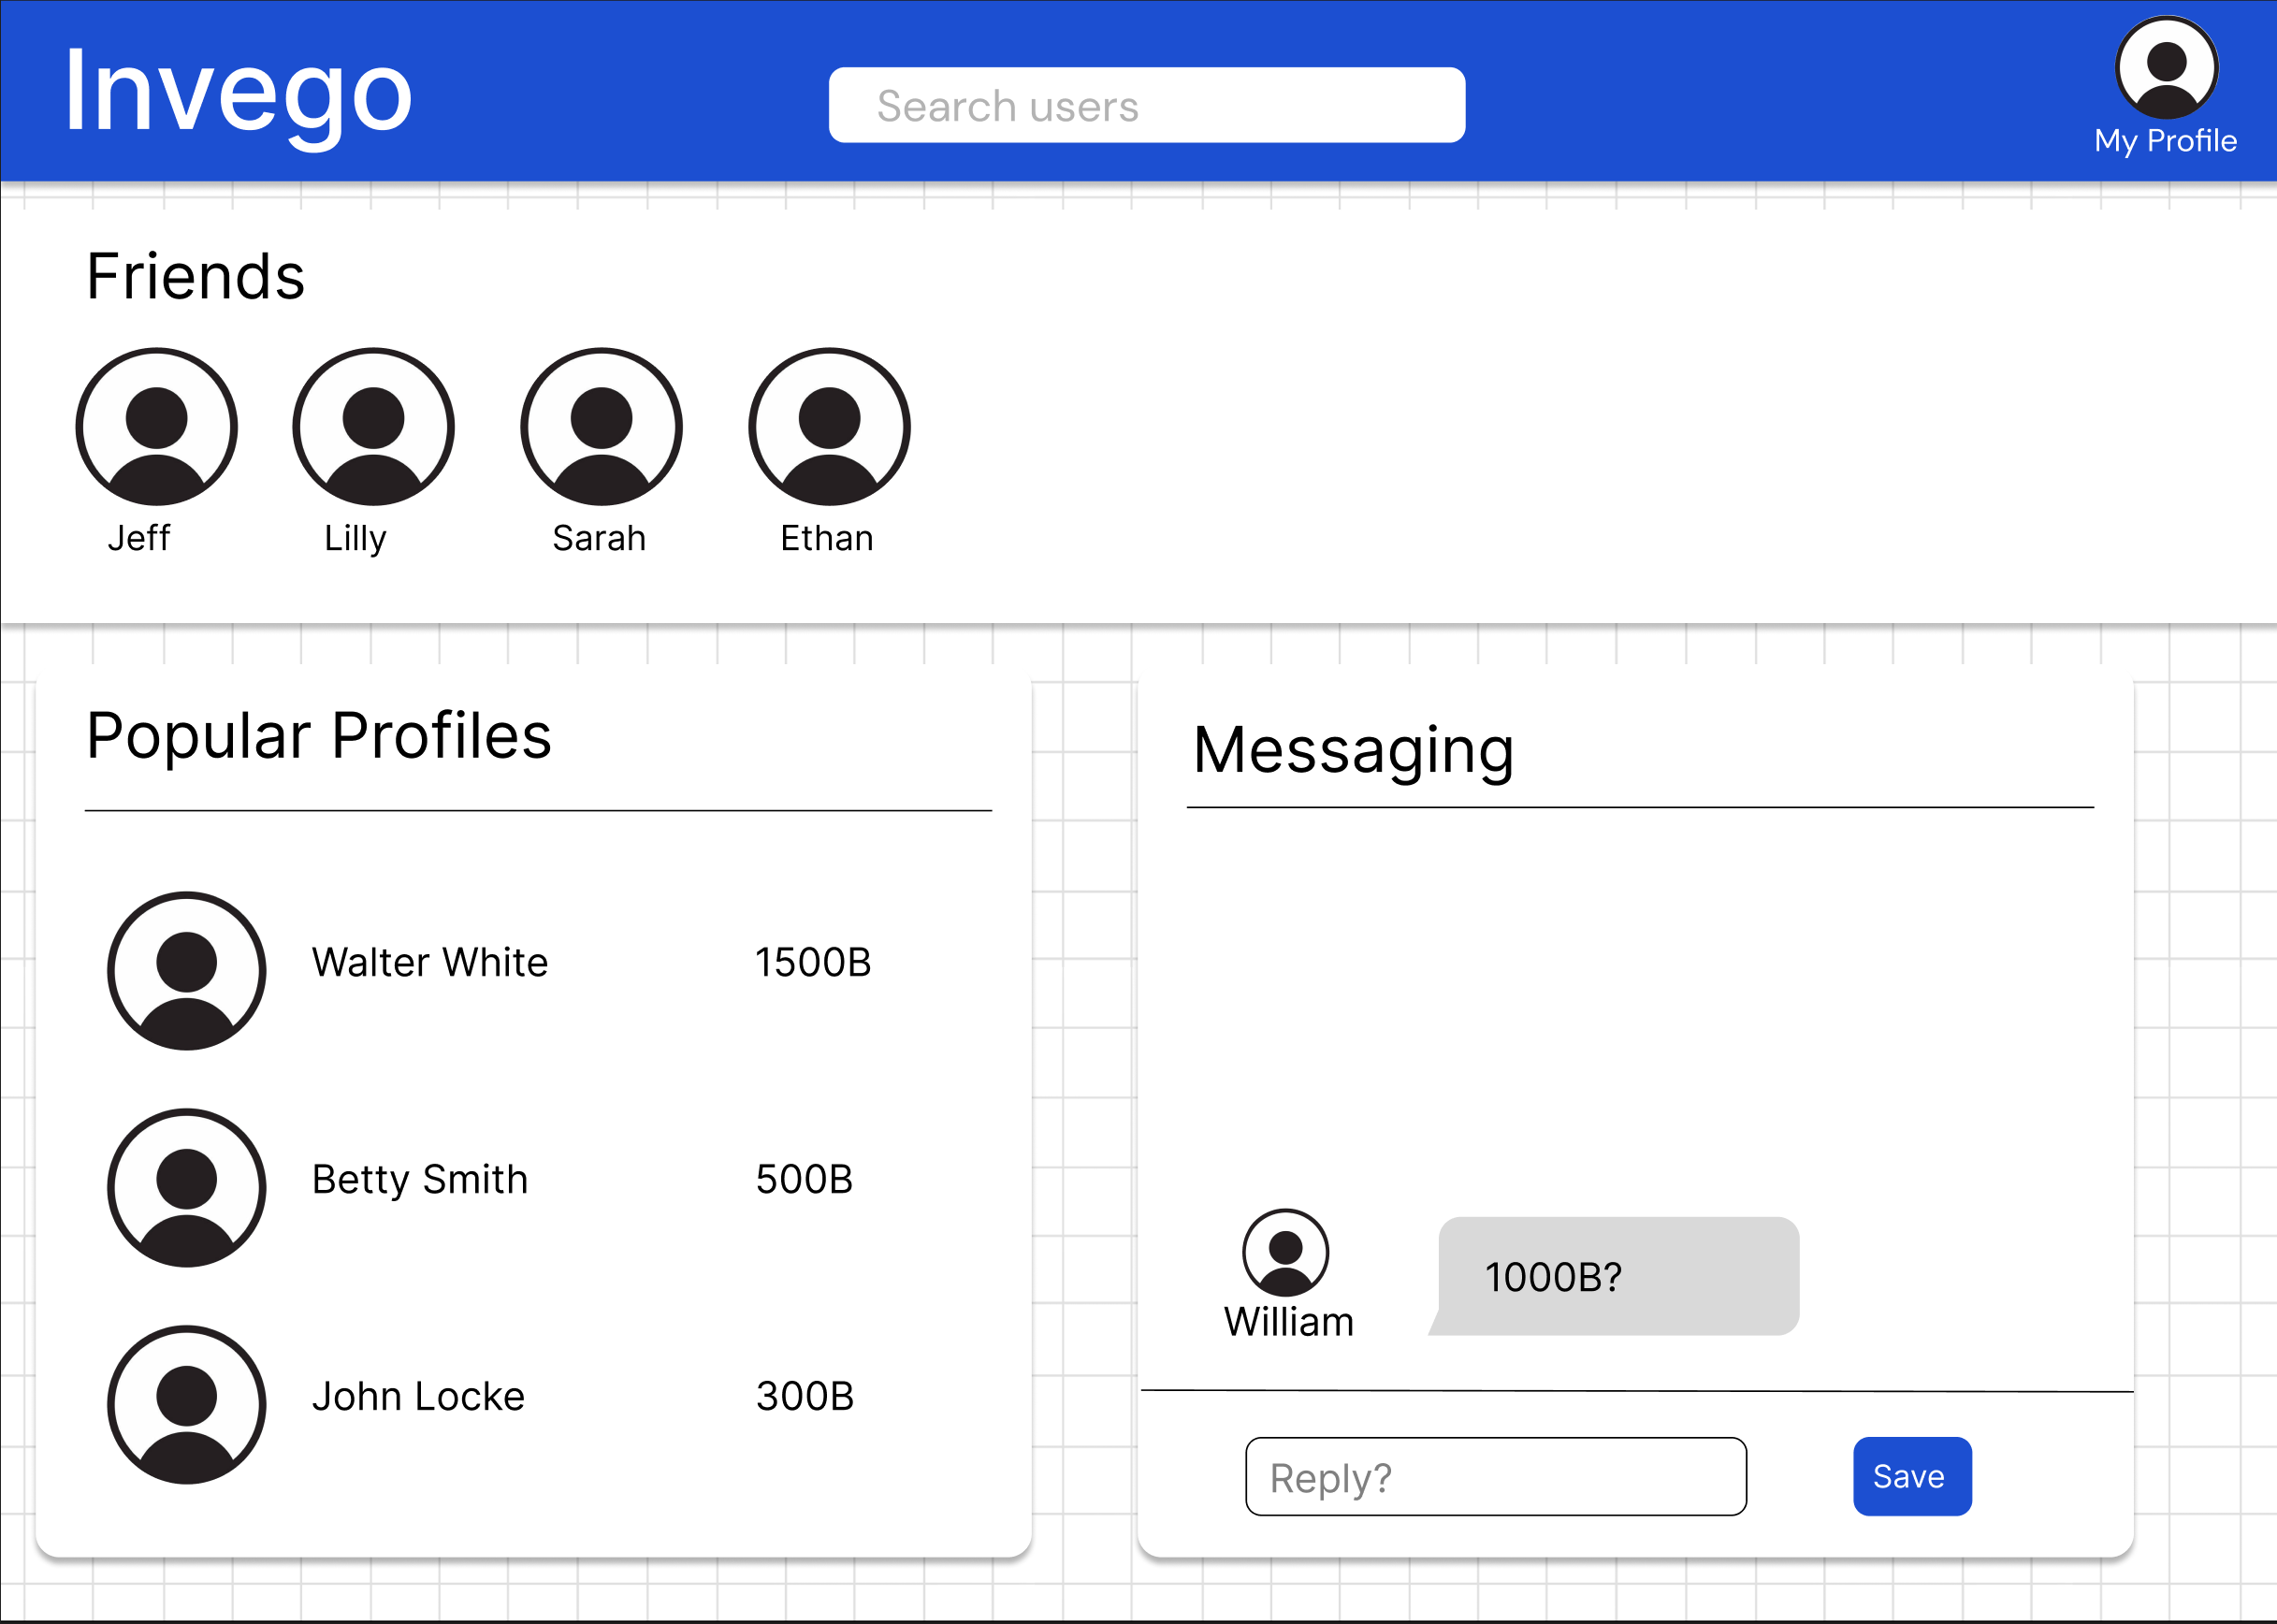 Invego
Search users
My Profile
Friends
Jeff
Lilly
Sarah
Ethan
Popular Profiles
Walter White 1500B
Betty Smith 500B
John Locke 300B
Messaging
1000B?
William
Reply?
Save